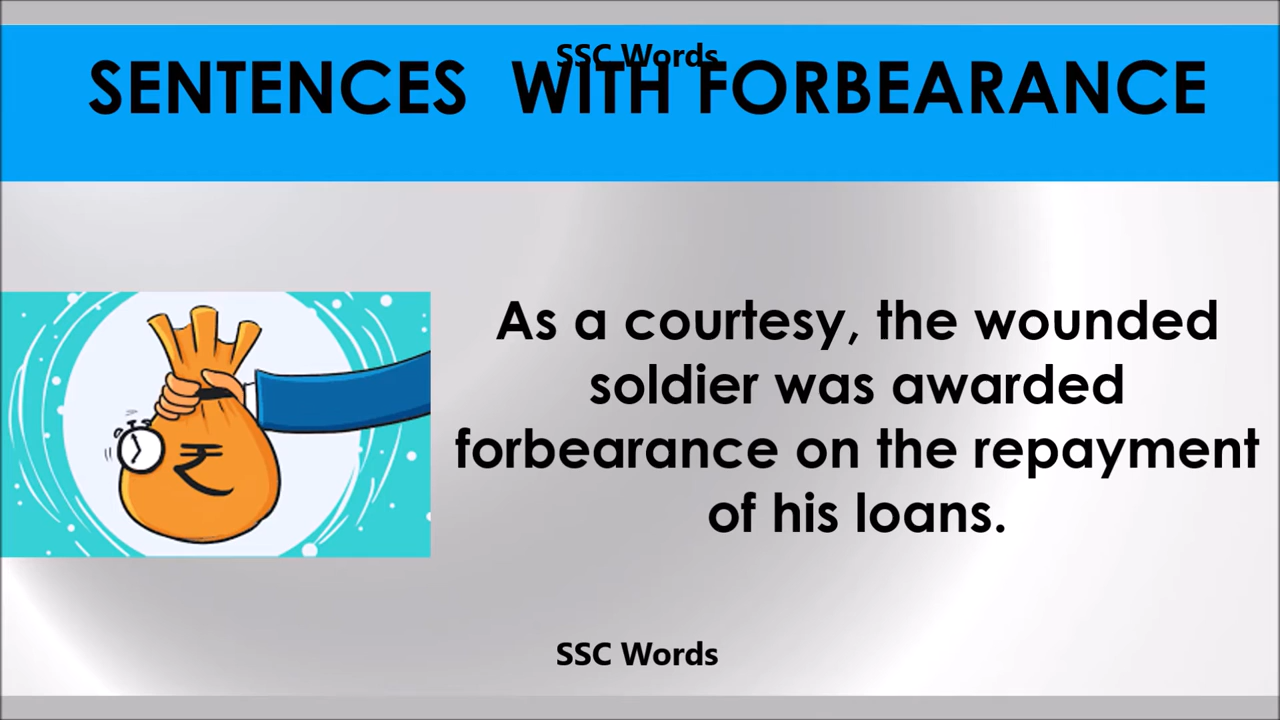 SSC Words
SENTENCES WITH FORBEARANCE
As a courtesy, the wounded
soldier was awarded
forbearance on the repayment
of his loans.
₹
SSC Words